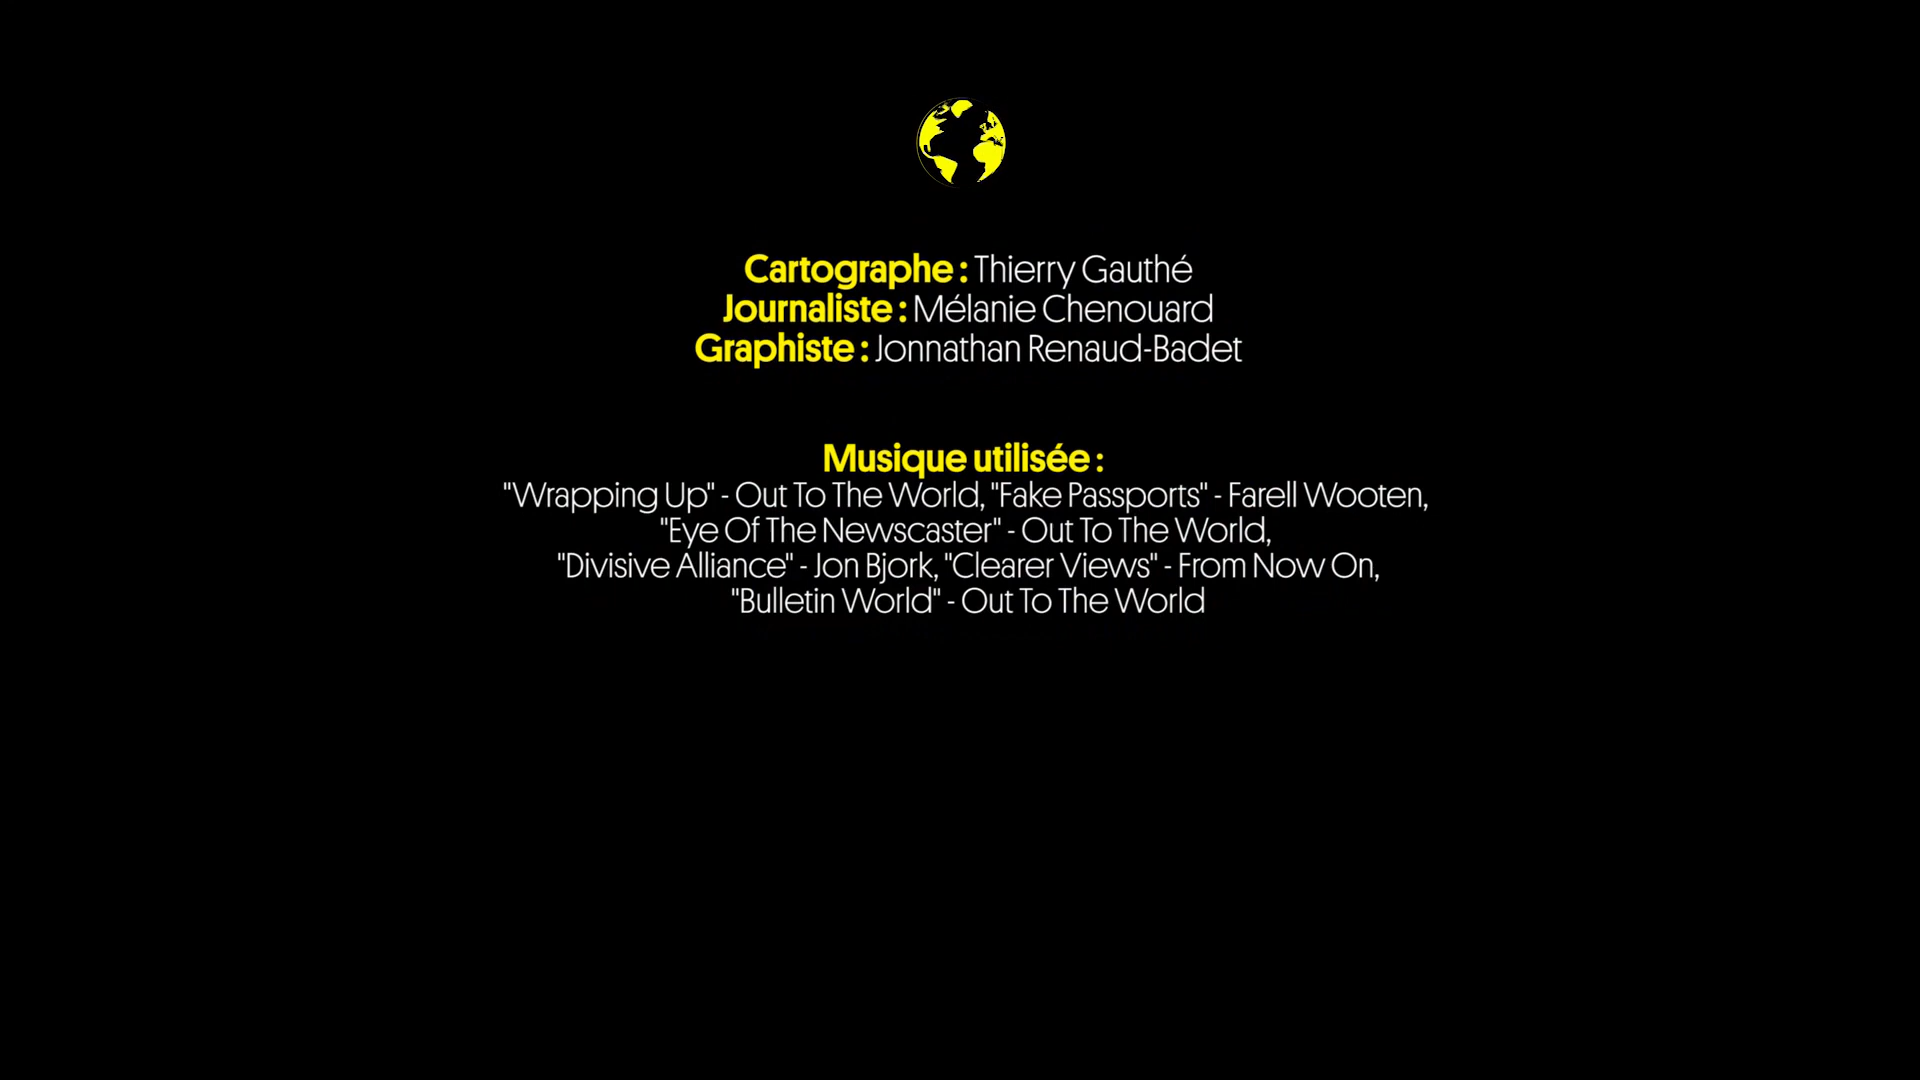 Cartographe : Thierry Gauthé
Journaliste : Mélanie Chenouard
Graphiste : Jonnathan Renaud-Badet
Musique utilisée :
"Wrapping Up" - Out To The World, "Fake Passports" - Farell Wooten,
"Eye Of The Newscaster" - Out To The World,
"Divisive Alliance" - Jon Bjork, "Clearer Views" - From Now On,
"Bulletin World" - Out To The World